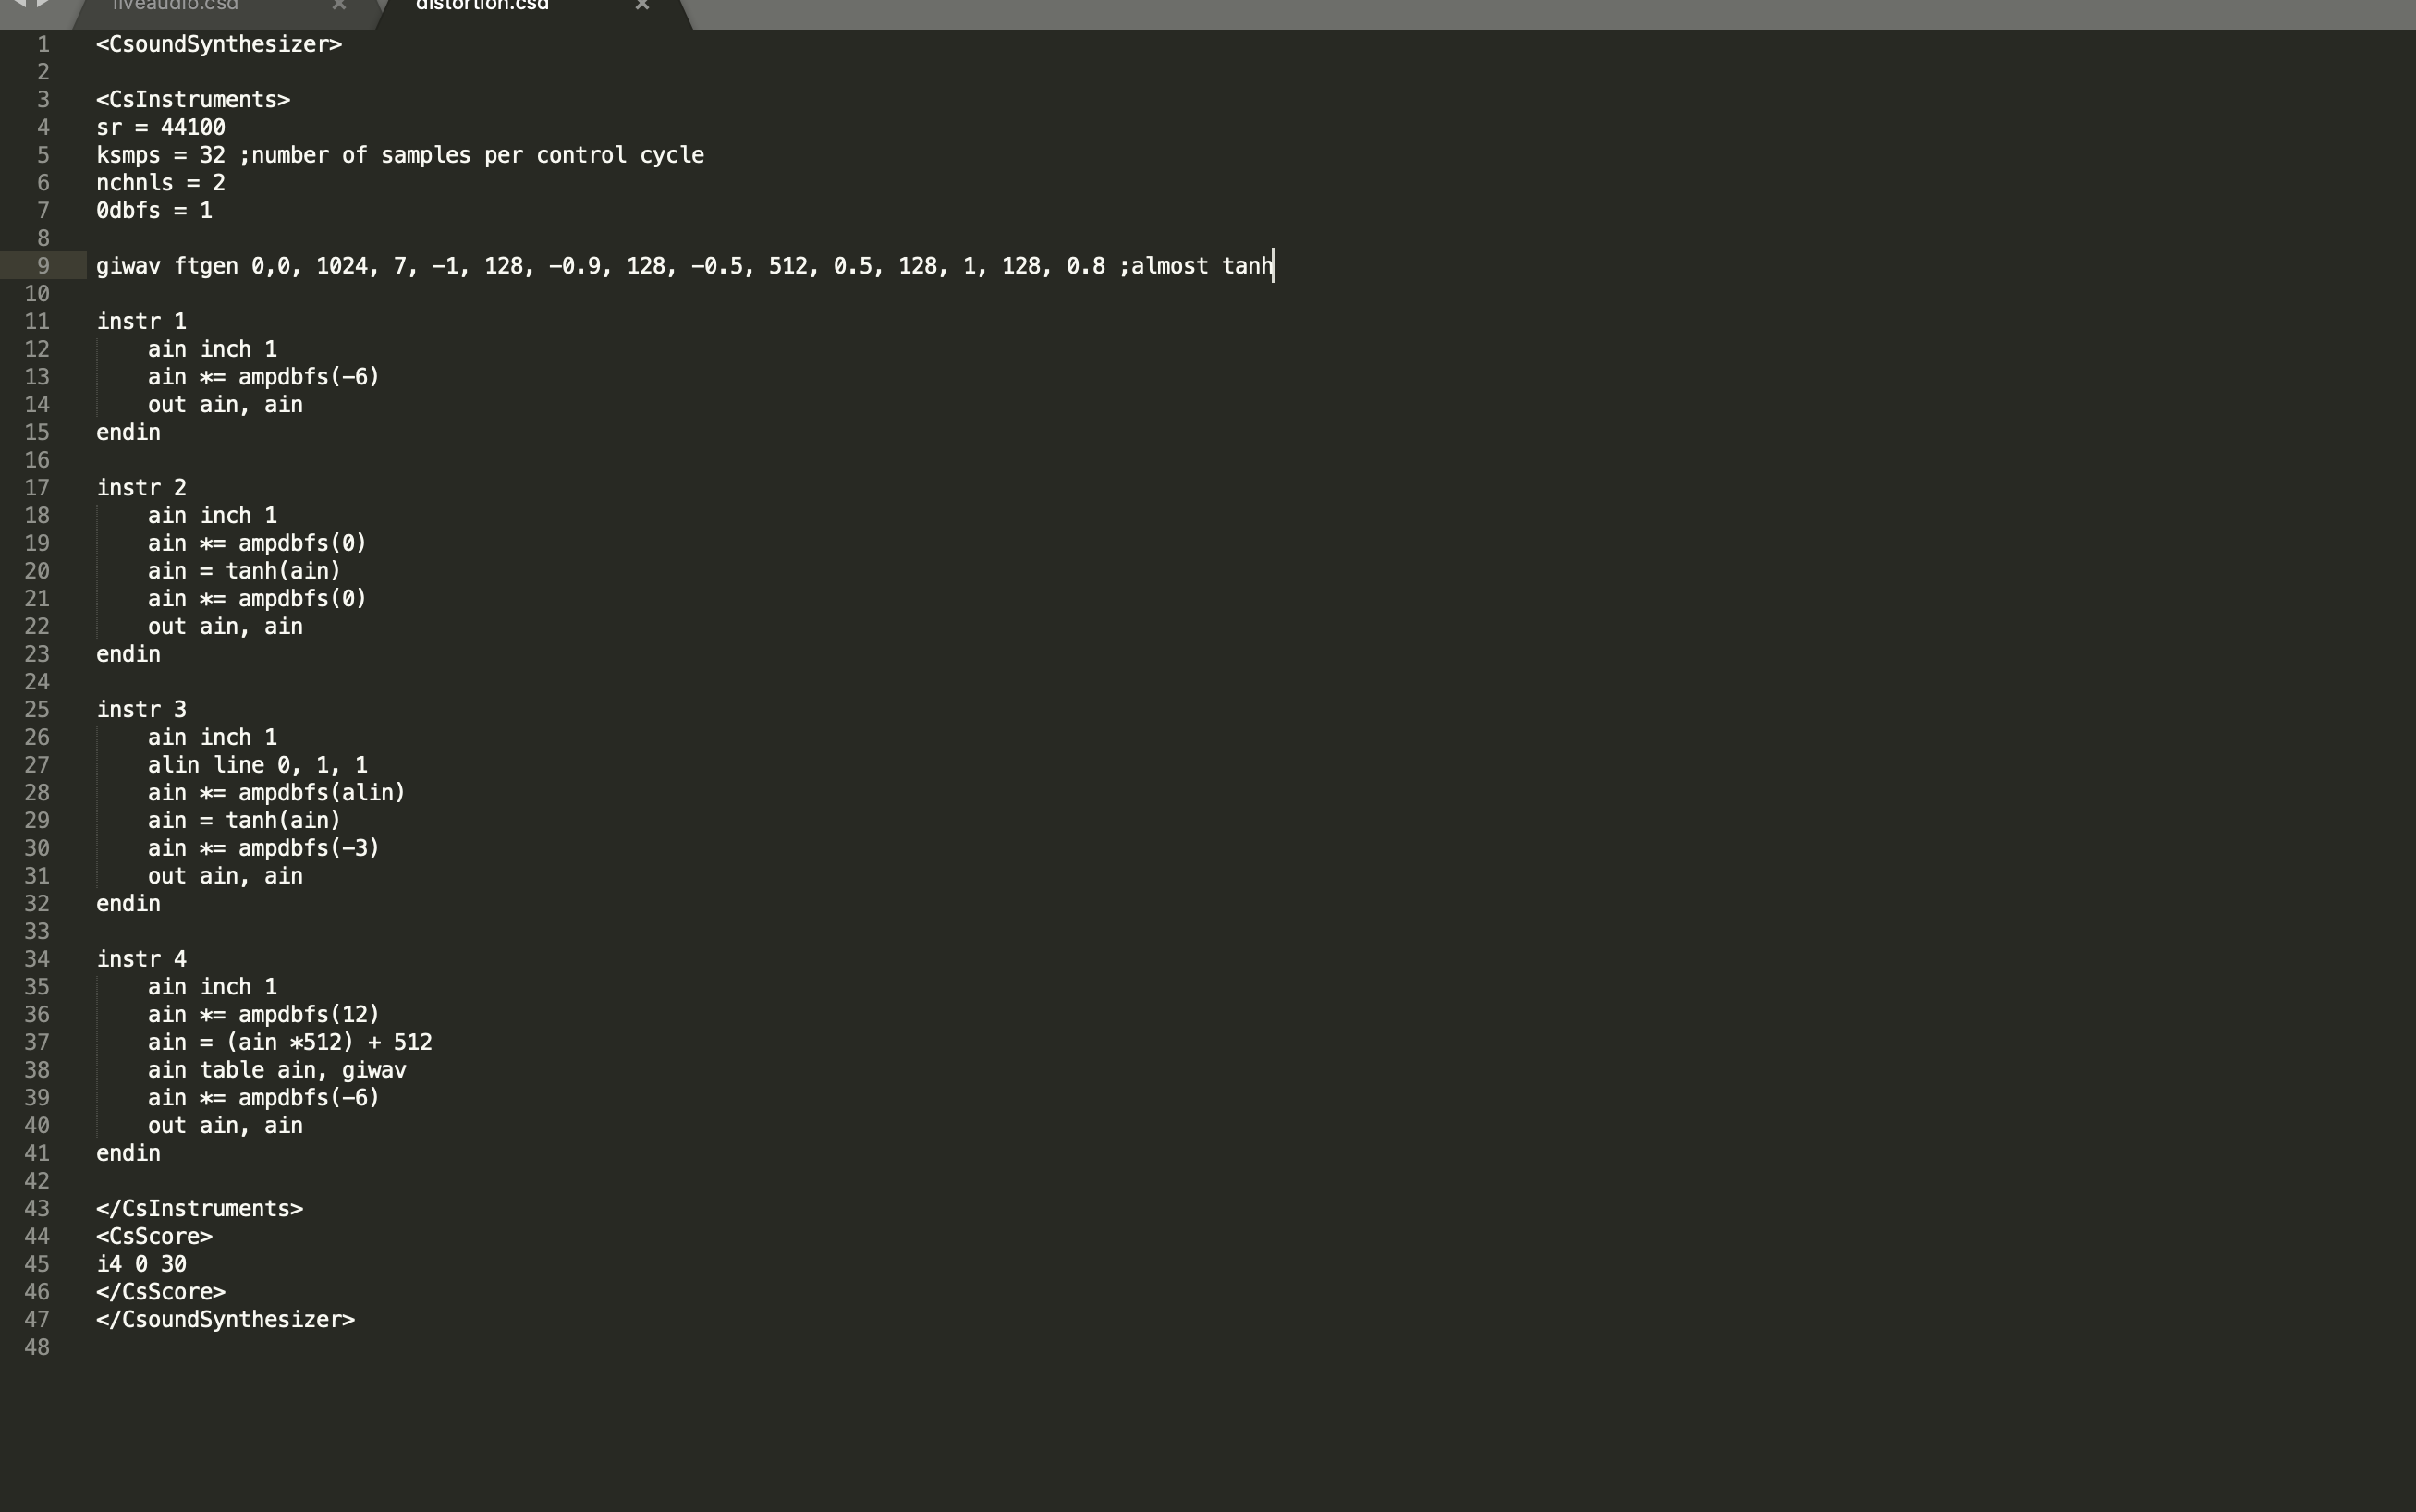 liveaudio.csd ×
distortion.csd ×
1 <CsoundSynthesizer>
2
3 <CsInstruments>
4 sr = 44100
5 ksmps = 32 ;number of samples per control cycle
6 nchnls = 2
7 0dbfs = 1
8
9 giwav ftgen 0,0, 1024, 7, -1, 128, -0.9, 128, -0.5, 512, 0.5, 128, 1, 128, 0.8 ;almost tanh
10
11 instr 1
12     ain inch 1
13     ain *= ampdbfs(-6)
14     out ain, ain
15 endin
16
17 instr 2
18     ain inch 1
19     ain *= ampdbfs(0)
20     ain = tanh(ain)
21     ain *= ampdbfs(0)
22     out ain, ain
23 endin
24
25 instr 3
26     ain inch 1
27     alin line 0, 1, 1
28     ain *= ampdbfs(alin)
29     ain = tanh(ain)
30     ain *= ampdbfs(-3)
31     out ain, ain
32 endin
33
34 instr 4
35     ain inch 1
36     ain *= ampdbfs(12)
37     ain = (ain *512) + 512
38     ain table ain, giwav
39     ain *= ampdbfs(-6)
40     out ain, ain
41 endin
42
43 </CsInstruments>
44 <CsScore>
45 i4 0 30
46 </CsScore>
47 </CsoundSynthesizer>
48